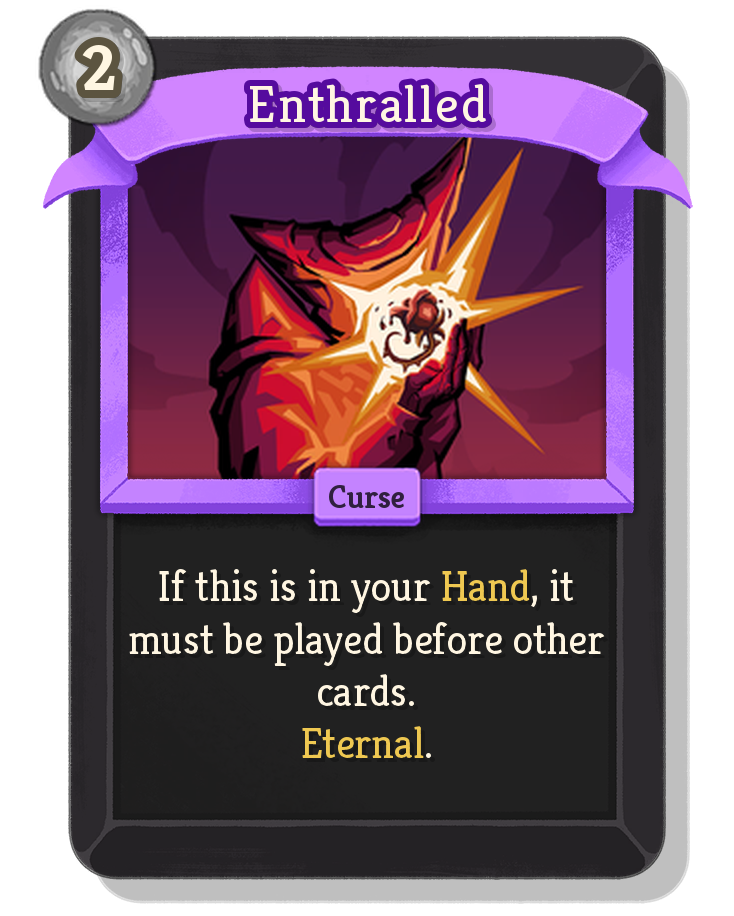 2
Enthralled
Curse
If this is in your Hand, it
must be played before other
cards.
Eternal.